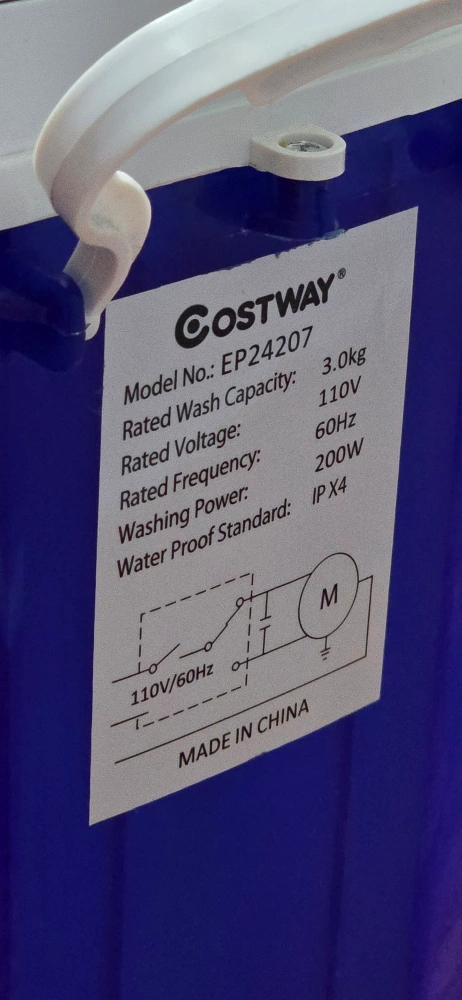 COSTWAY®
Model No.: EP24207
Rated Wash Capacity: 3.0kg
Rated Voltage: 110V
Rated Frequency: 60Hz
Washing Power: 200W
Water Proof Standard: IP X4
M
110V/60Hz
MADE IN CHINA